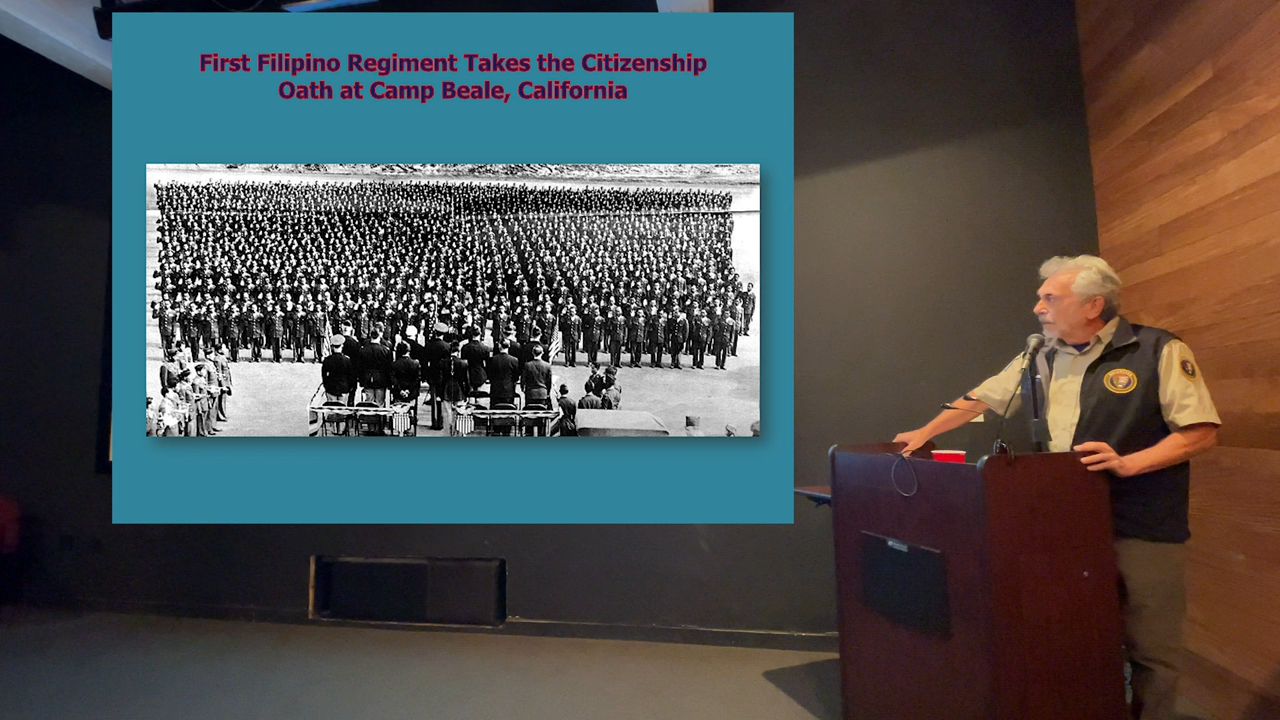 First Filipino Regiment Takes the Citizenship
Oath at Camp Beale, California